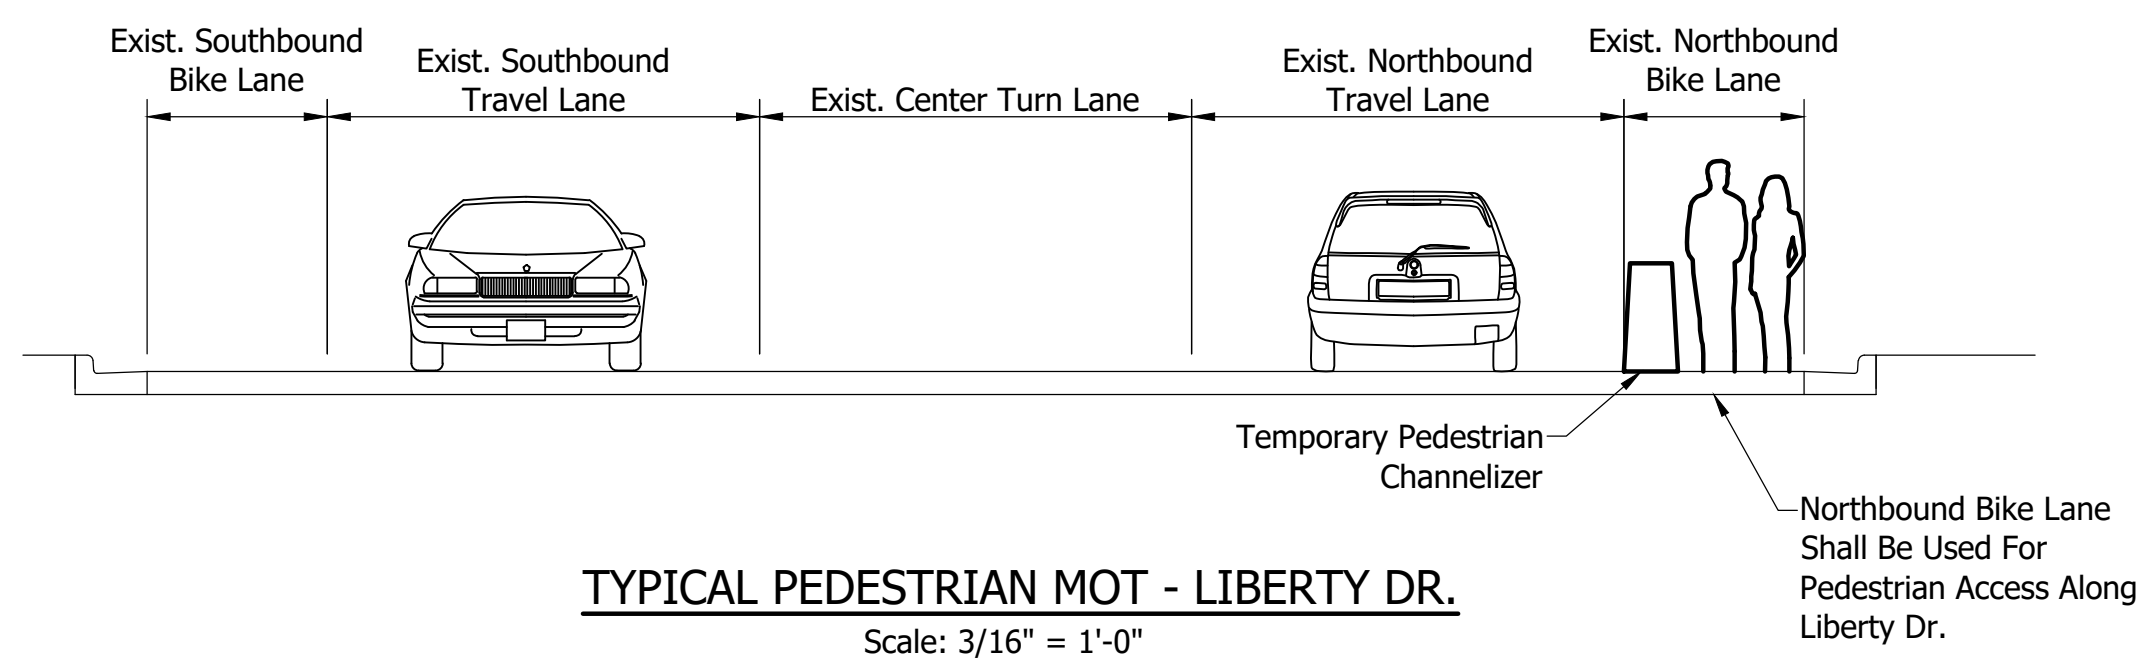 Exist. Southbound
Bike Lane
Exist. Southbound
Travel Lane
Exist. Center Turn Lane
Exist. Northbound
Travel Lane
Exist. Northbound
Bike Lane
Temporary Pedestrian
Channelizer
Northbound Bike Lane
Shall Be Used For
Pedestrian Access Along
Liberty Dr.
TYPICAL PEDESTRIAN MOT - LIBERTY DR.
Scale: 3/16" = 1'-0"